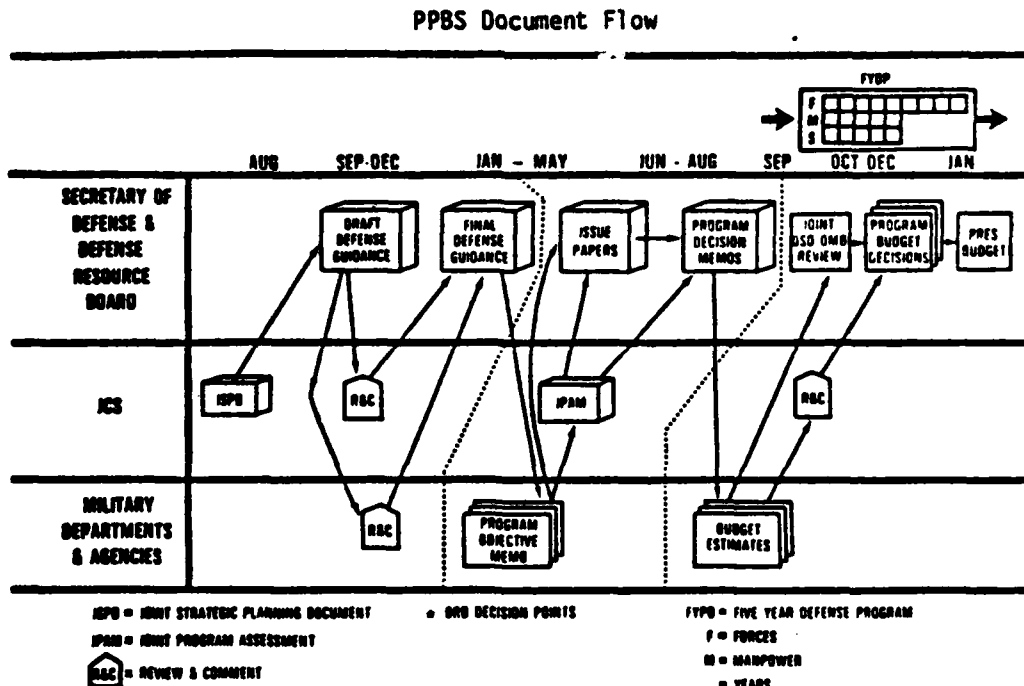 PPBS Document Flow
FYDP
F
M
S
AUG SEP-DEC JAN - MAY JUN - AUG SEP OCT DEC JAN
SECRETARY OF
DEFENSE &
DEFENSE
RESOURCE
BOARD
DRAFT
DEFENSE
GUIDANCE
FINAL
DEFENSE
GUIDANCE
ISSUE
PAPERS
PROGRAM
DECISION
MEMOS
JOINT
OSD OMB
REVIEW
PROGRAM
BUDGET
DECISIONS
PRES
BUDGET
JCS
JSPD
R&C
JPAM
R&C
MILITARY
DEPARTMENTS
& AGENCIES
R&C
PROGRAM
OBJECTIVE
MEMO
BUDGET
ESTIMATES
JSPD = JOINT STRATEGIC PLANNING DOCUMENT
JPAM = JOINT PROGRAM ASSESSMENT
R&C = REVIEW & COMMENT
* DRB DECISION POINTS
FYPD = FIVE YEAR DEFENSE PROGRAM
F = FORCES
M = MANPOWER
= YEARS